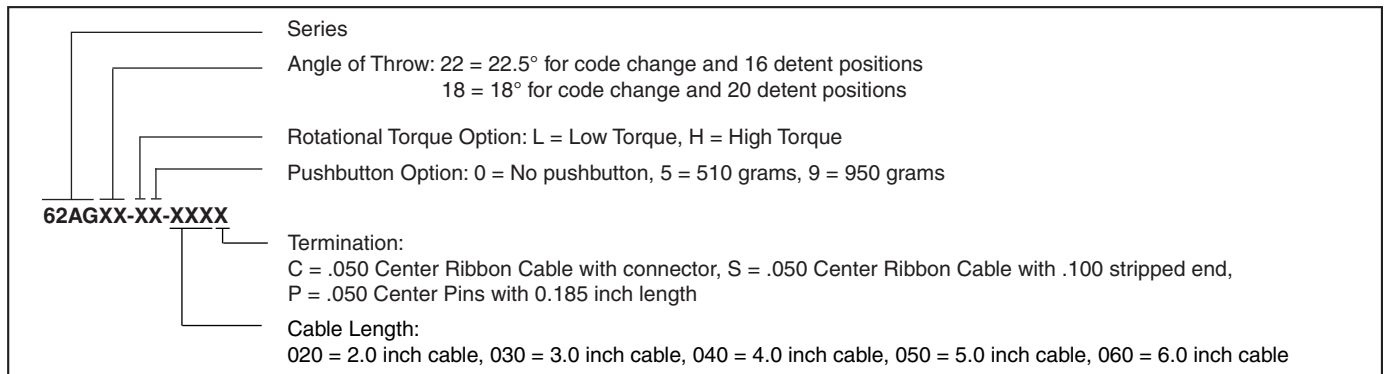 Series
Angle of Throw: 22 = 22.5° for code change and 16 detent positions
18 = 18° for code change and 20 detent positions
Rotational Torque Option: L = Low Torque, H = High Torque
Pushbutton Option: 0 = No pushbutton, 5 = 510 grams, 9 = 950 grams
62AGXX-XX-XXXX
Termination:
C = .050 Center Ribbon Cable with connector, S = .050 Center Ribbon Cable with .100 stripped end,
P = .050 Center Pins with 0.185 inch length
Cable Length:
020 = 2.0 inch cable, 030 = 3.0 inch cable, 040 = 4.0 inch cable, 050 = 5.0 inch cable, 060 = 6.0 inch cable